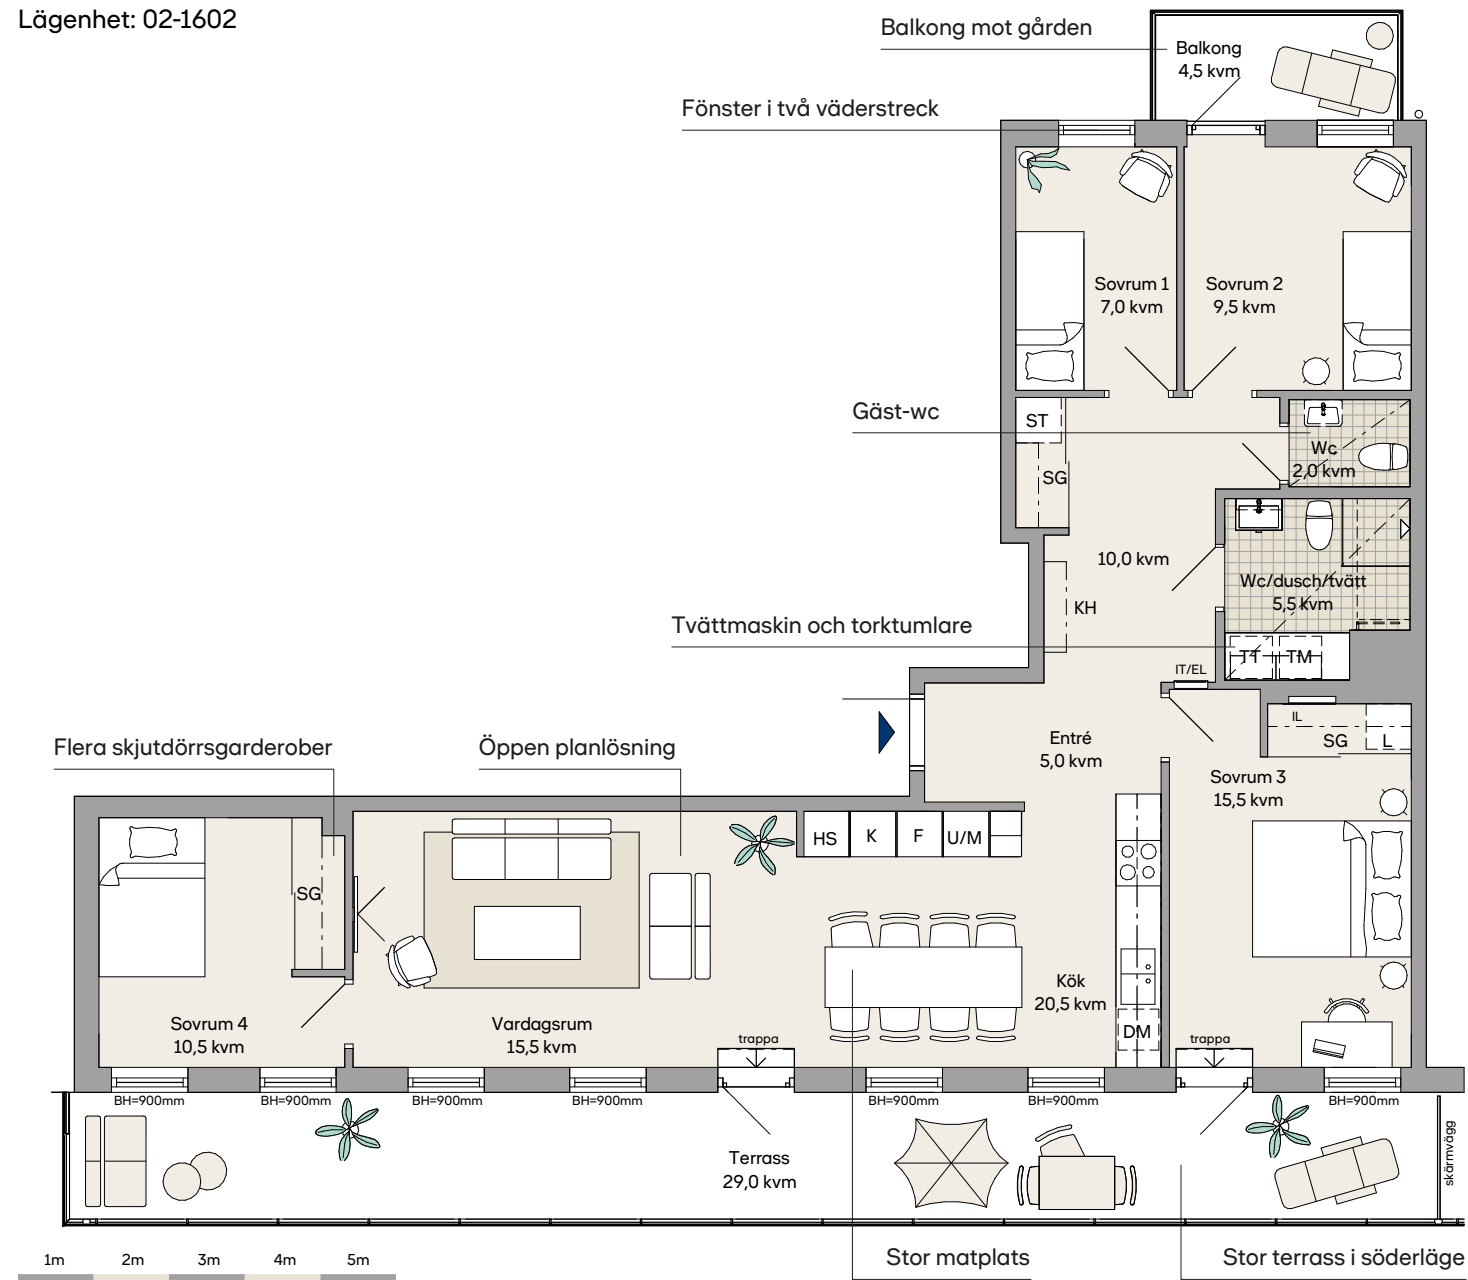 Lägenhet: 02-1602
Balkong mot gården
Balkong
4,5 kvm
Fönster i två väderstreck
Sovrum 1
7,0 kvm
Sovrum 2
9,5 kvm
Gäst-wc
ST
SG
Wc
2,0 kvm
10,0 kvm
Wc/dusch/tvätt
5,5 kvm
KH
Tvättmaskin och torktumlare
TT
TM
IT/EL
IL
SG
L
Flera skjutdörrsgarderober
Öppen planlösning
Entré
5,0 kvm
Sovrum 3
15,5 kvm
HS
K
F
U/M
SG
Sovrum 4
10,5 kvm
Vardagsrum
15,5 kvm
Kök
20,5 kvm
DM
trappa
trappa
BH=900mm
BH=900mm
BH=900mm
BH=900mm
BH=900mm
BH=900mm
BH=900mm
Terrass
29,0 kvm
skärmvägg
Stor matplats
Stor terrass i söderläge
1m
2m
3m
4m
5m